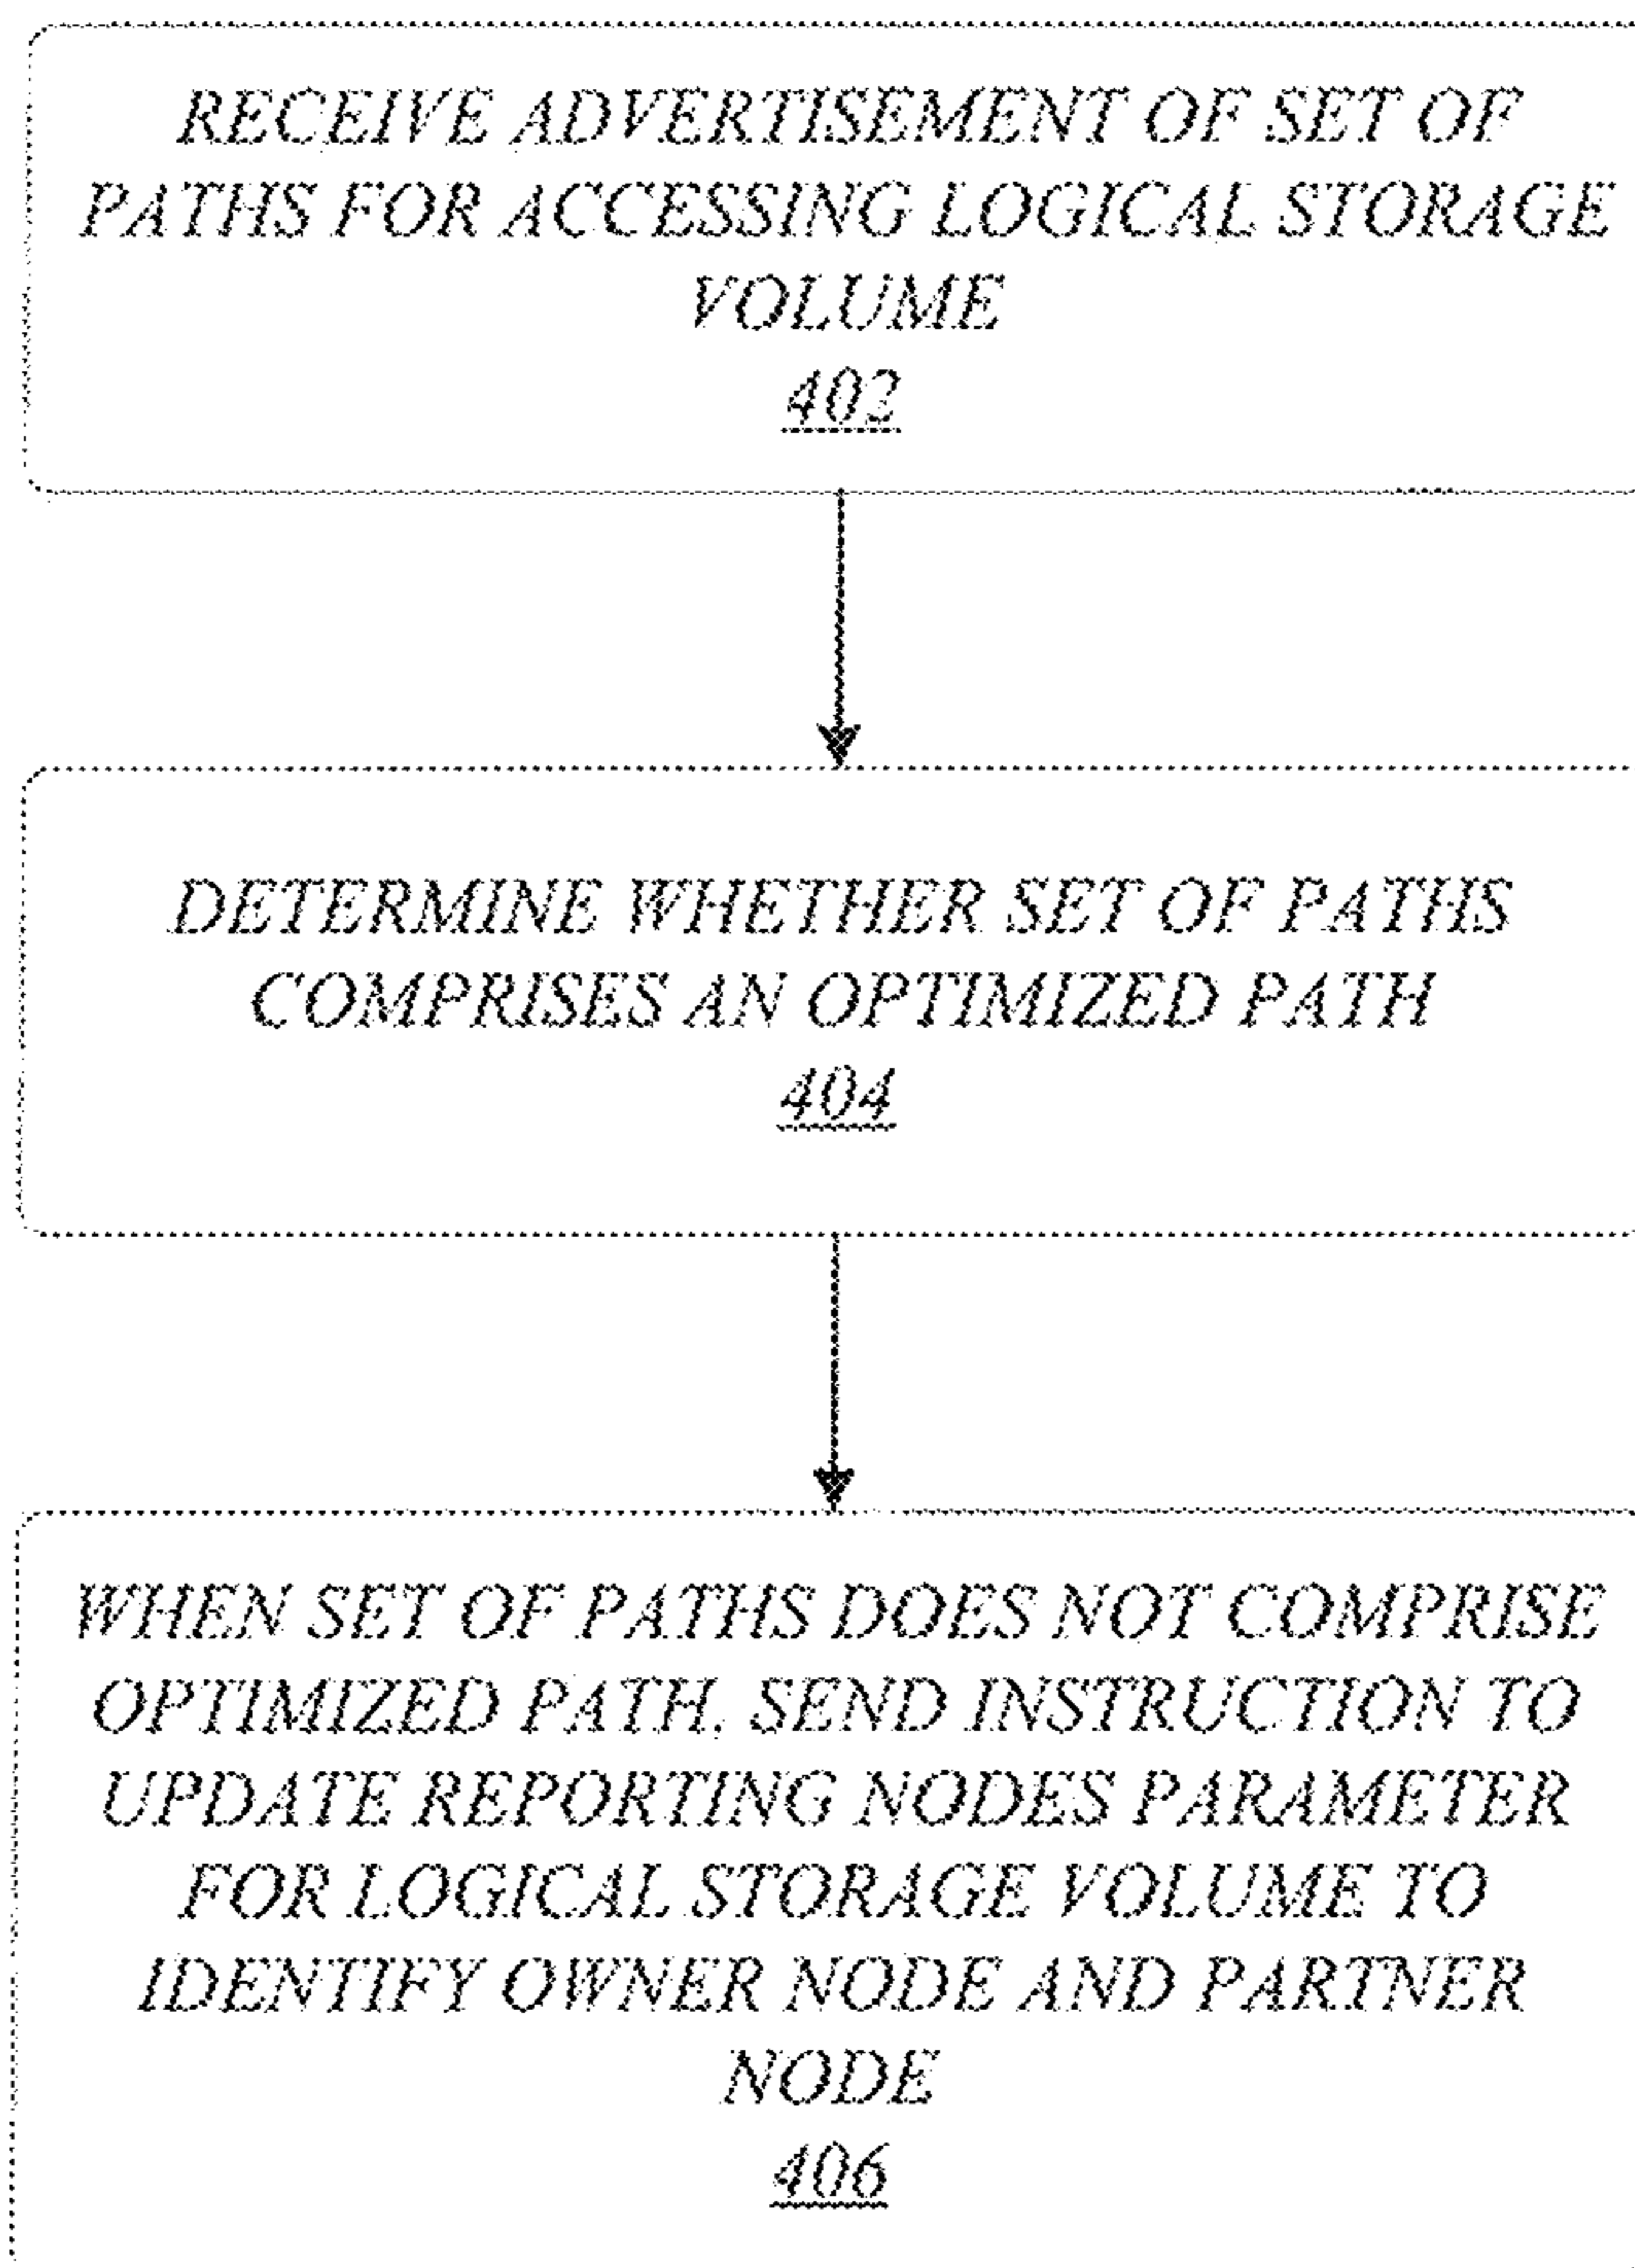 RECEIVE ADVERTISEMENT OF SET OF
PATHS FOR ACCESSING LOGICAL STORAGE
VOLUME
402
DETERMINE WHETHER SET OF PATHS
COMPRISES AN OPTIMIZED PATH
404
WHEN SET OF PATHS DOES NOT COMPRISE
OPTIMIZED PATH, SEND INSTRUCTION TO
UPDATE REPORTING NODES PARAMETER
FOR LOGICAL STORAGE VOLUME TO
IDENTIFY OWNER NODE AND PARTNER
NODE
406